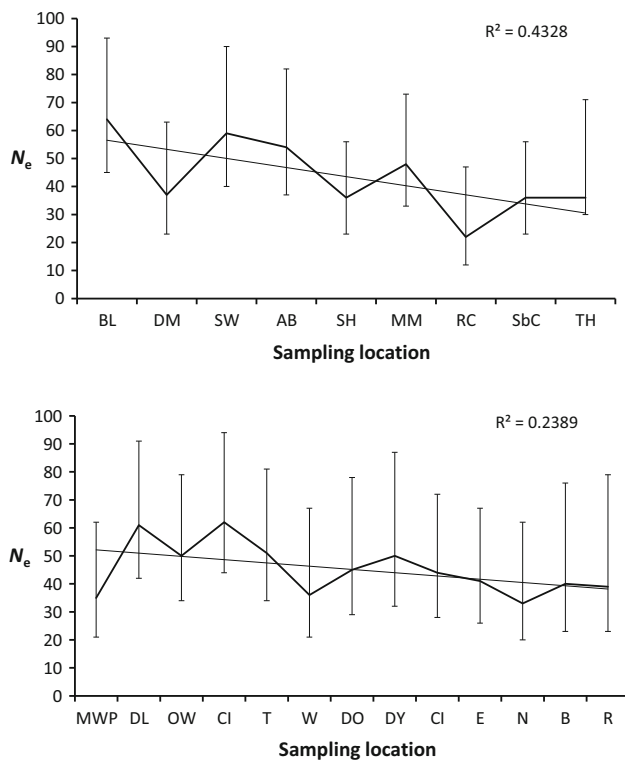 100
90
80
70
60
50
40
30
20
10
0
Ne
R² = 0.4328
BL DM SW AB SH MM RC SbC TH
Sampling location
100
90
80
70
60
50
40
30
20
10
0
Ne
R² = 0.2389
MWP DL OW CI T W DO DY CI E N B R
Sampling location